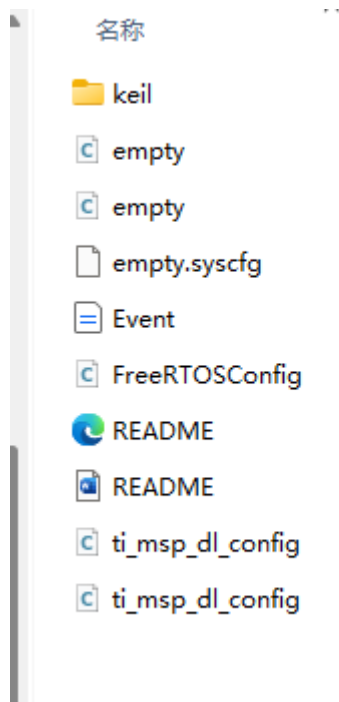 名称
keil
empty
empty
empty.syscfg
Event
FreeRTOSConfig
README
README
ti_msp_dl_config
ti_msp_dl_config